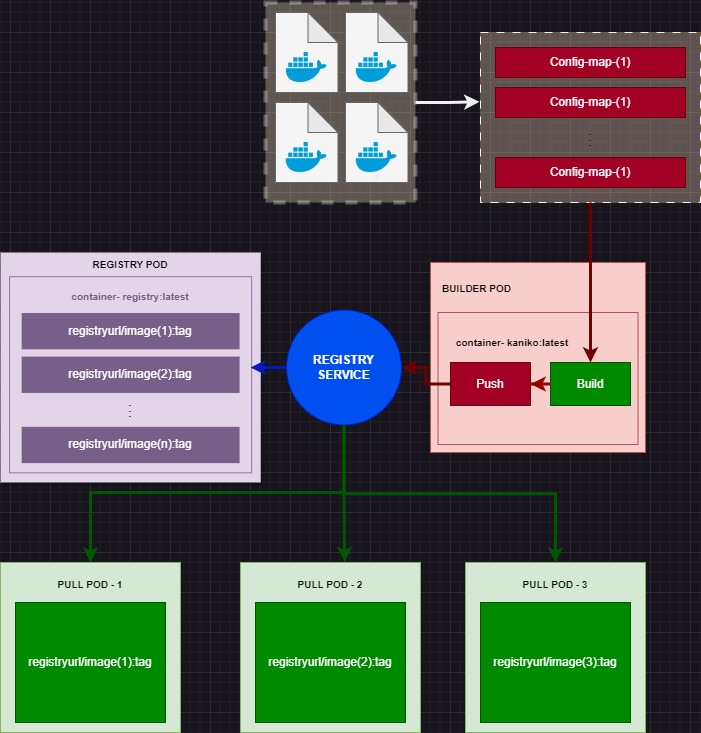 Config-map-(1)
Config-map-(1)
⋮
Config-map-(1)
REGISTRY POD
container- registry:latest
registryurl/image(1):tag
registryurl/image(2):tag
⋮
registryurl/image(n):tag
REGISTRY
SERVICE
BUILDER POD
container- kaniko:latest
Push
Build
PULL POD - 1
registryurl/image(1):tag
PULL POD - 2
registryurl/image(2):tag
PULL POD - 3
registryurl/image(3):tag